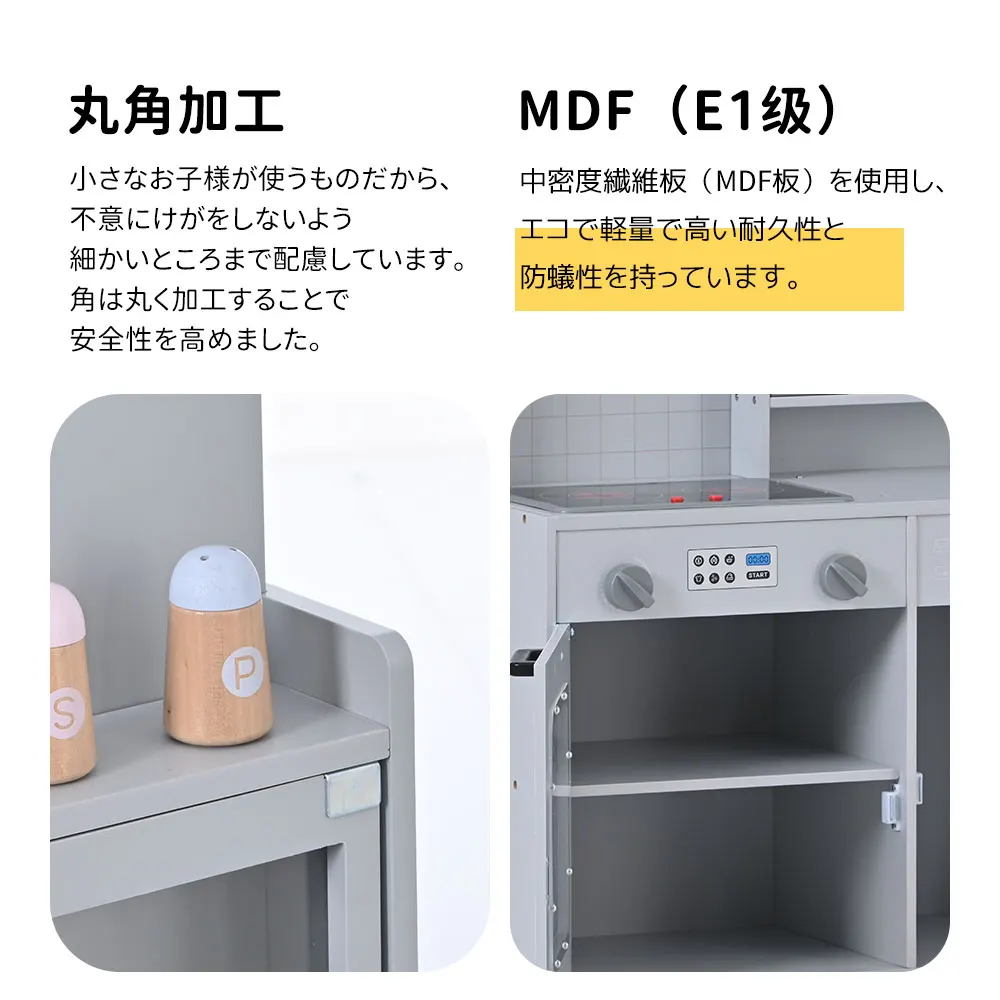 丸角加工
小さなお子様が使うものだから、
不意にけがをしないよう
細かいところまで配慮しています。
角は丸く加工することで
安全性を高めました。
MDF（E1级）
中密度繊維板（MDF板）を使用し、
エコで軽量で高い耐久性と
防蟻性を持っています。
S
P
00:00
START